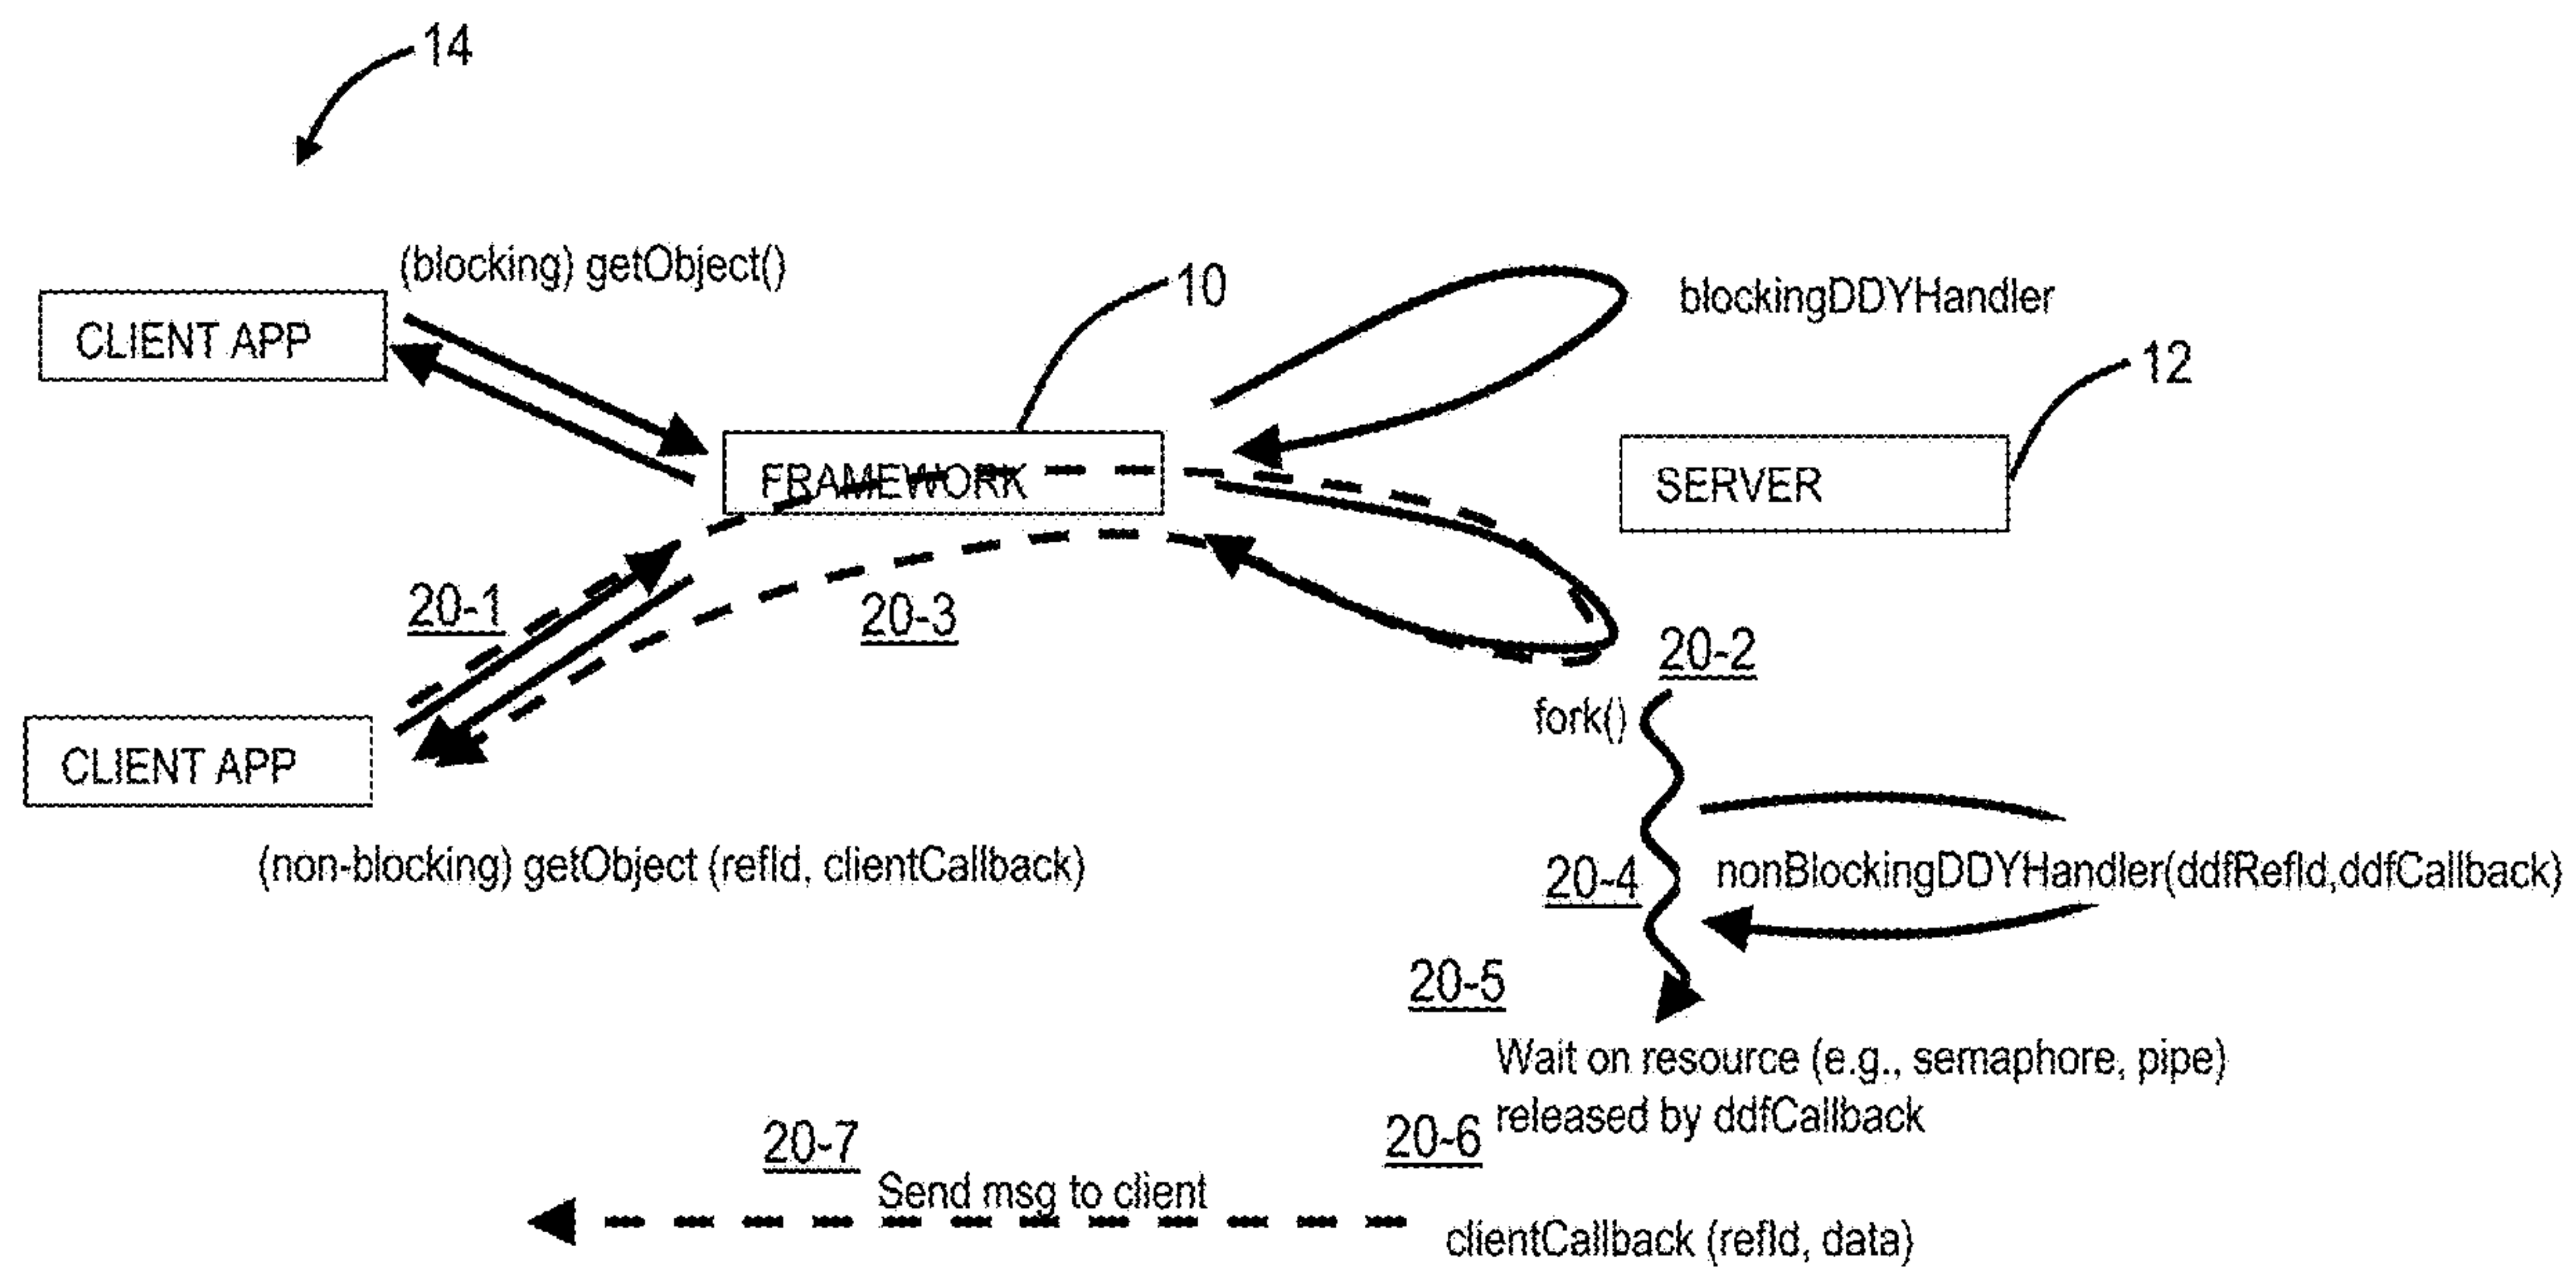 14
(blocking) getObject()
10
blockingDDYHandler
CLIENT APP
12
FRAMEWORK
SERVER
20-1
20-3
20-2
fork()
CLIENT APP
(non-blocking) getObject (refId, clientCallback)
20-4
nonBlockingDDYHandler(ddfRefId,ddfCallback)
20-5
Wait on resource (e.g., semaphore, pipe)
released by ddfCallback
20-6
20-7
Send msg to client
clientCallback (refId, data)